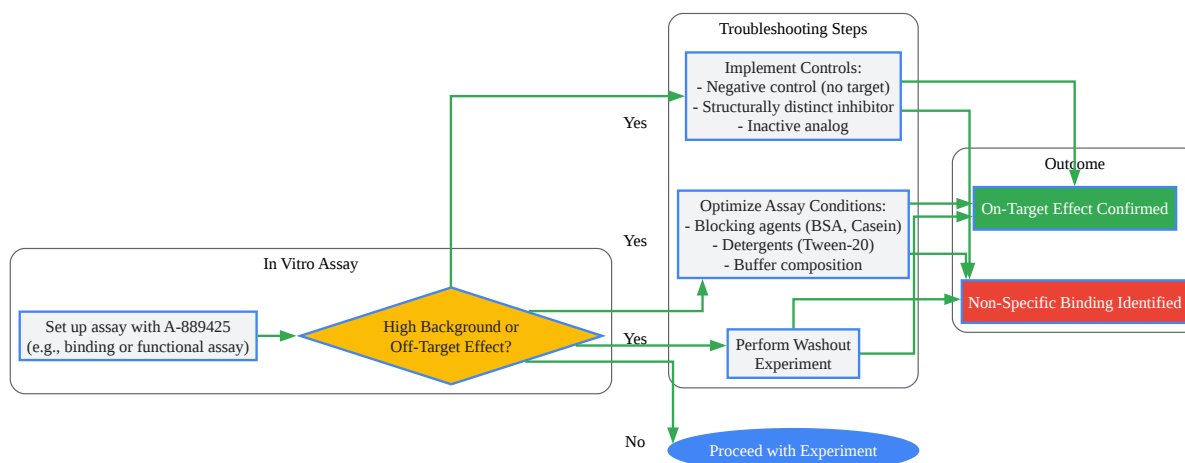 Troubleshooting Steps
Implement Controls:
- Negative control (no target)
- Structurally distinct inhibitor
- Inactive analog
Yes
Outcome
On-Target Effect Confirmed
Optimize Assay Conditions:
- Blocking agents (BSA, Casein)
- Detergents (Tween-20)
- Buffer composition
Yes
In Vitro Assay
Non-Specific Binding Identified
Set up assay with A-889425
(e.g., binding or functional assay)
High Background or
Off-Target Effect?
Yes
Perform Washout
Experiment
No
Proceed with Experiment